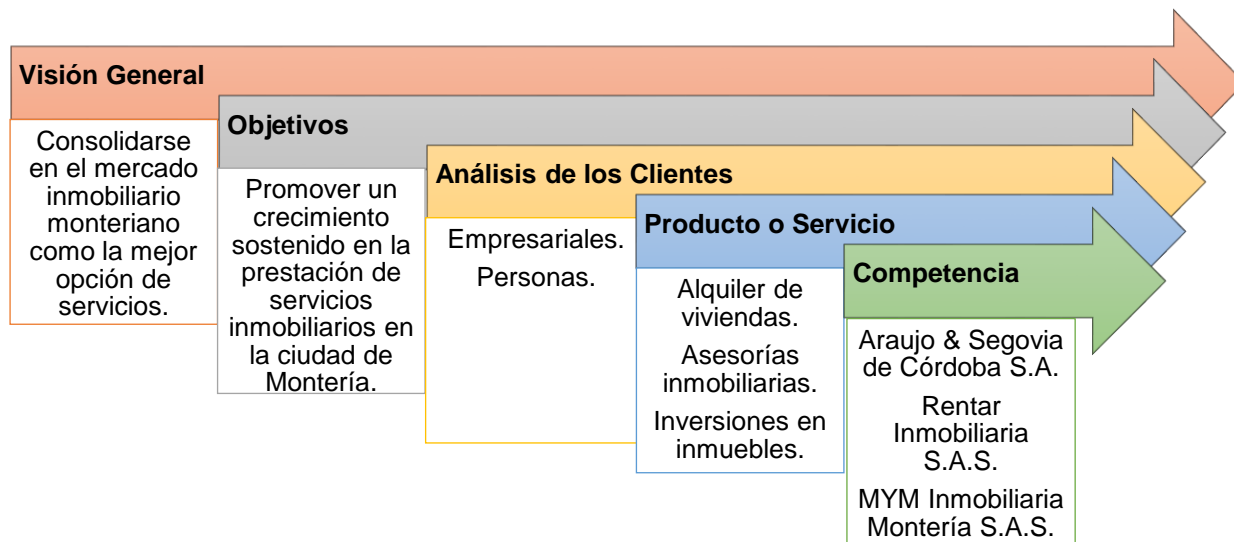 Visión General
Consolidarse
en el mercado
inmobiliario
monteriano
como la mejor
opción de
servicios.
Objetivos
Promover un
crecimiento
sostenido en la
prestación de
servicios
inmobiliarios en
la ciudad de
Montería.
Análisis de los Clientes
Empresariales.
Personas.
Producto o Servicio
Alquiler de
viviendas.
Asesorías
inmobiliarias.
Inversiones en
inmuebles.
Competencia
Araujo & Segovia
de Córdoba S.A.
Rentar
Inmobiliaria
S.A.S.
MYM Inmobiliaria
Montería S.A.S.